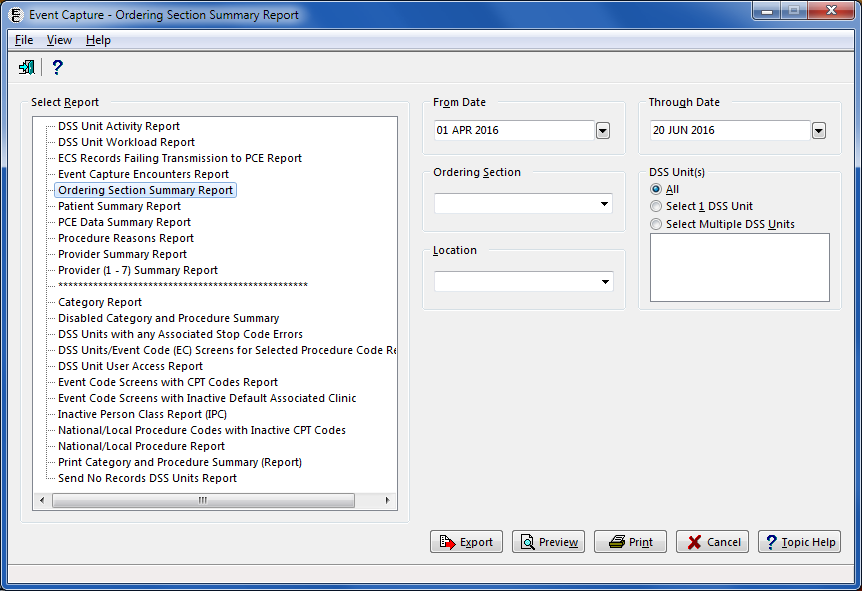 Event Capture - Ordering Section Summary Report
File View Help
?
Select Report
DSS Unit Activity Report
DSS Unit Workload Report
ECS Records Failing Transmission to PCE Report
Event Capture Encounters Report
Ordering Section Summary Report
Patient Summary Report
PCE Data Summary Report
Procedure Reasons Report
Provider Summary Report
Provider (1 - 7) Summary Report
**************************************************
Category Report
Disabled Category and Procedure Summary
DSS Units with any Associated Stop Code Errors
DSS Units/Event Code (EC) Screens for Selected Procedure Code Re
DSS Unit User Access Report
Event Code Screens with CPT Codes Report
Event Code Screens with Inactive Default Associated Clinic
Inactive Person Class Report (IPC)
National/Local Procedure Codes with Inactive CPT Codes
National/Local Procedure Report
Print Category and Procedure Summary (Report)
Send No Records DSS Units Report
From Date
01 APR 2016
Through Date
20 JUN 2016
Ordering Section
Location
DSS Unit(s)
All
Select 1 DSS Unit
Select Multiple DSS Units
Export Preview Print Cancel ? Topic Help